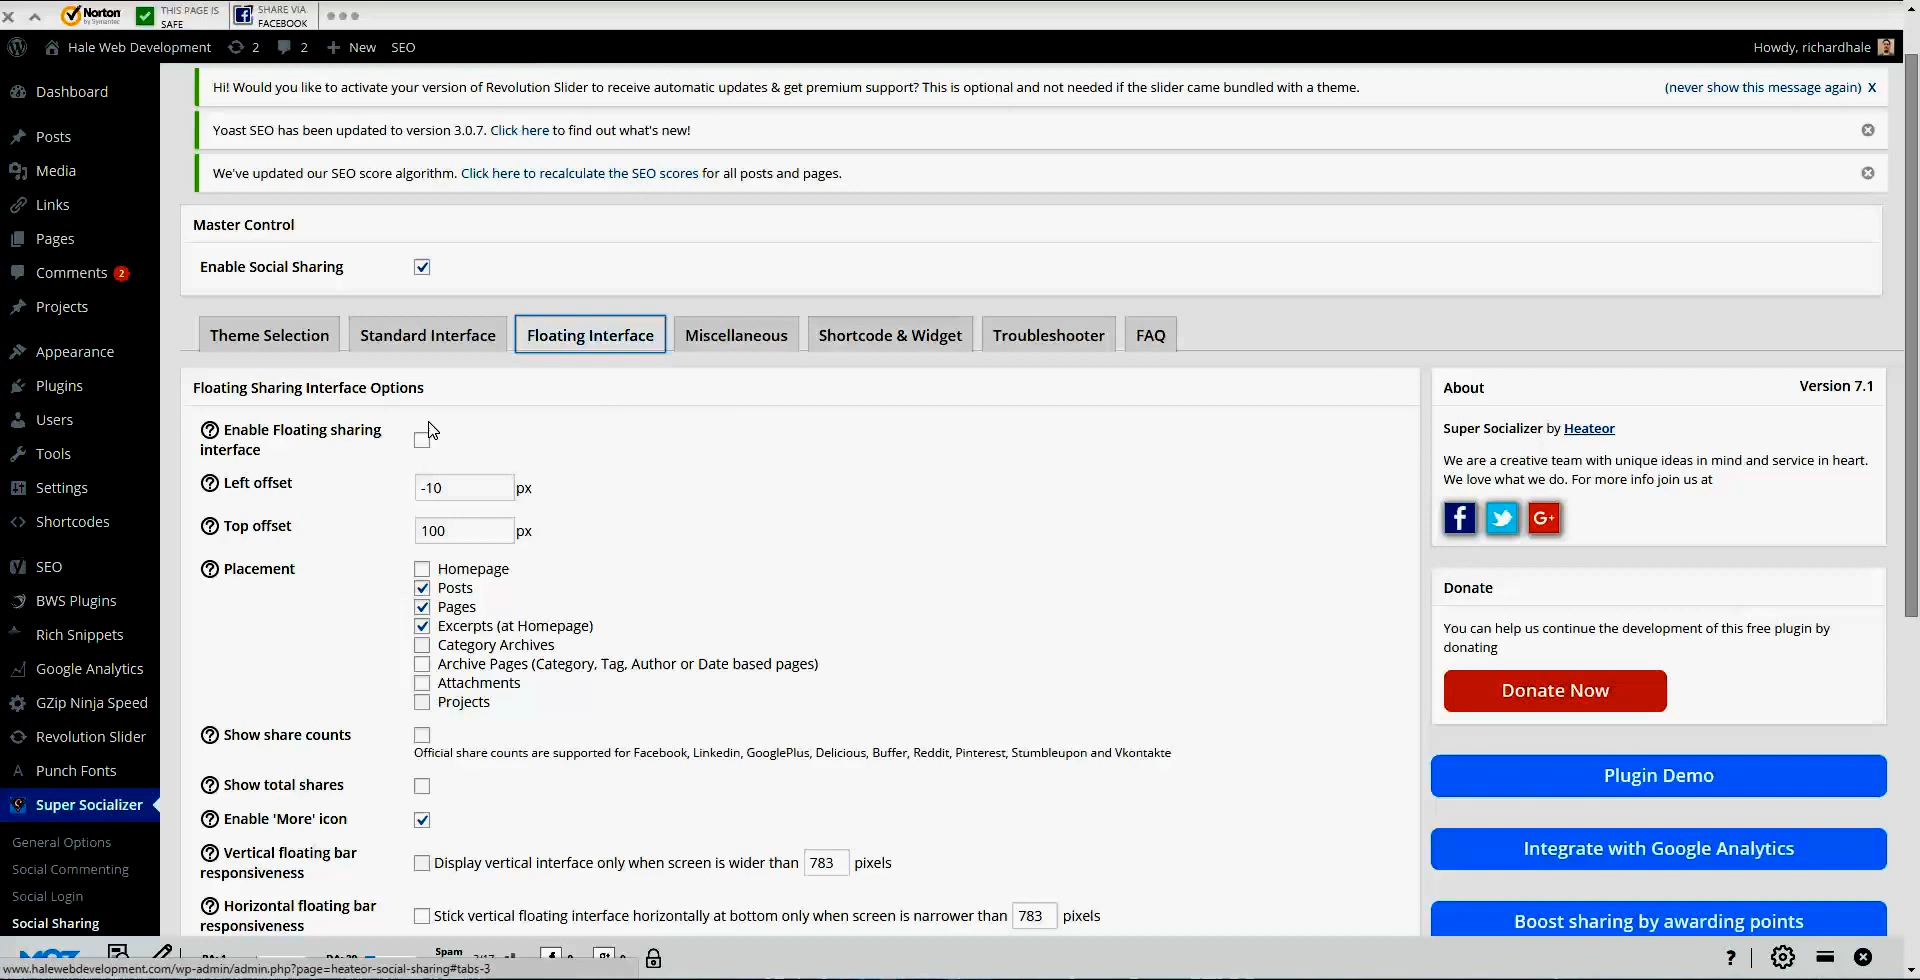 Norton
by Symantec
THIS PAGE IS
SAFE
SHARE VIA
FACEBOOK
Hale Web Development
2
2
New
SEO
Howdy, richardhale
Dashboard
Posts
Media
Links
Pages
Comments 2
Projects
Appearance
Plugins
Users
Tools
Settings
Shortcodes
SEO
BWS Plugins
Rich Snippets
Google Analytics
GZip Ninja Speed
Revolution Slider
Punch Fonts
Super Socializer
General Options
Social Commenting
Social Login
Social Sharing
Hi! Would you like to activate your version of Revolution Slider to receive automatic updates & get premium support? This is optional and not needed if the slider came bundled with a theme.
(never show this message again) X
Yoast SEO has been updated to version 3.0.7. Click here to find out what's new!
We've updated our SEO score algorithm. Click here to recalculate the SEO scores for all posts and pages.
Master Control
Enable Social Sharing
Theme Selection
Standard Interface
Floating Interface
Miscellaneous
Shortcode & Widget
Troubleshooter
FAQ
Floating Sharing Interface Options
Enable Floating sharing
interface
Left offset
-10 px
Top offset
100 px
Placement
Homepage
Posts
Pages
Excerpts (at Homepage)
Category Archives
Archive Pages (Category, Tag, Author or Date based pages)
Attachments
Projects
Show share counts
Official share counts are supported for Facebook, Linkedin, GooglePlus, Delicious, Buffer, Reddit, Pinterest, Stumbleupon and Vkontakte
Show total shares
Enable 'More' icon
Vertical floating bar
responsiveness
Display vertical interface only when screen is wider than 783 pixels
Horizontal floating bar
responsiveness
Stick vertical floating interface horizontally at bottom only when screen is narrower than 783 pixels
About
Version 7.1
Super Socializer by Heateor
We are a creative team with unique ideas in mind and service in heart.
We love what we do. For more info join us at
f
G+
Donate
You can help us continue the development of this free plugin by
donating
Donate Now
Plugin Demo
Integrate with Google Analytics
Boost sharing by awarding points
Spam
?
www.halewebdevelopment.com/wp-admin/admin.php?page=heateor-social-sharing#tabs-3